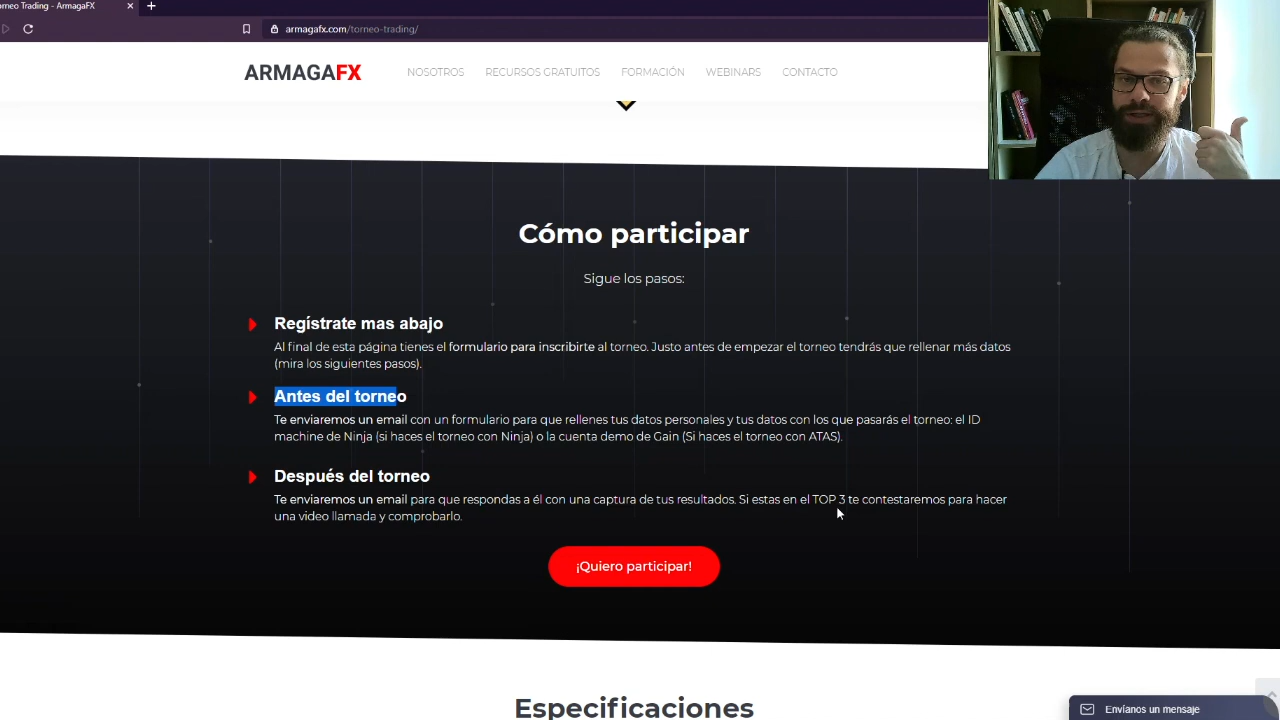 orneo Trading - ArmagaFX
armagafx.com/torneo-trading/
ARMAGAFX NOSOTROS RECURSOS GRATUITOS FORMACIÓN WEBINARS CONTACTO
Cómo participar
Sigue los pasos:
Regístrate mas abajo
Al final de esta página tienes el formulario para inscribirte al torneo. Justo antes de empezar el torneo tendrás que rellenar más datos
(mira los siguientes pasos).
Antes del torneo
Te enviaremos un email con un formulario para que rellenes tus datos personales y tus datos con los que pasarás el torneo: el ID
machine de Ninja (si haces el torneo con Ninja) o la cuenta demo de Gain (Si haces el torneo con ATAS).
Después del torneo
Te enviaremos un email para que respondas a él con una captura de tus resultados. Si estas en el TOP 3 te contestaremos para hacer
una video llamada y comprobarlo.
¡Quiero participar!
Especificaciones
Envíanos un mensaje